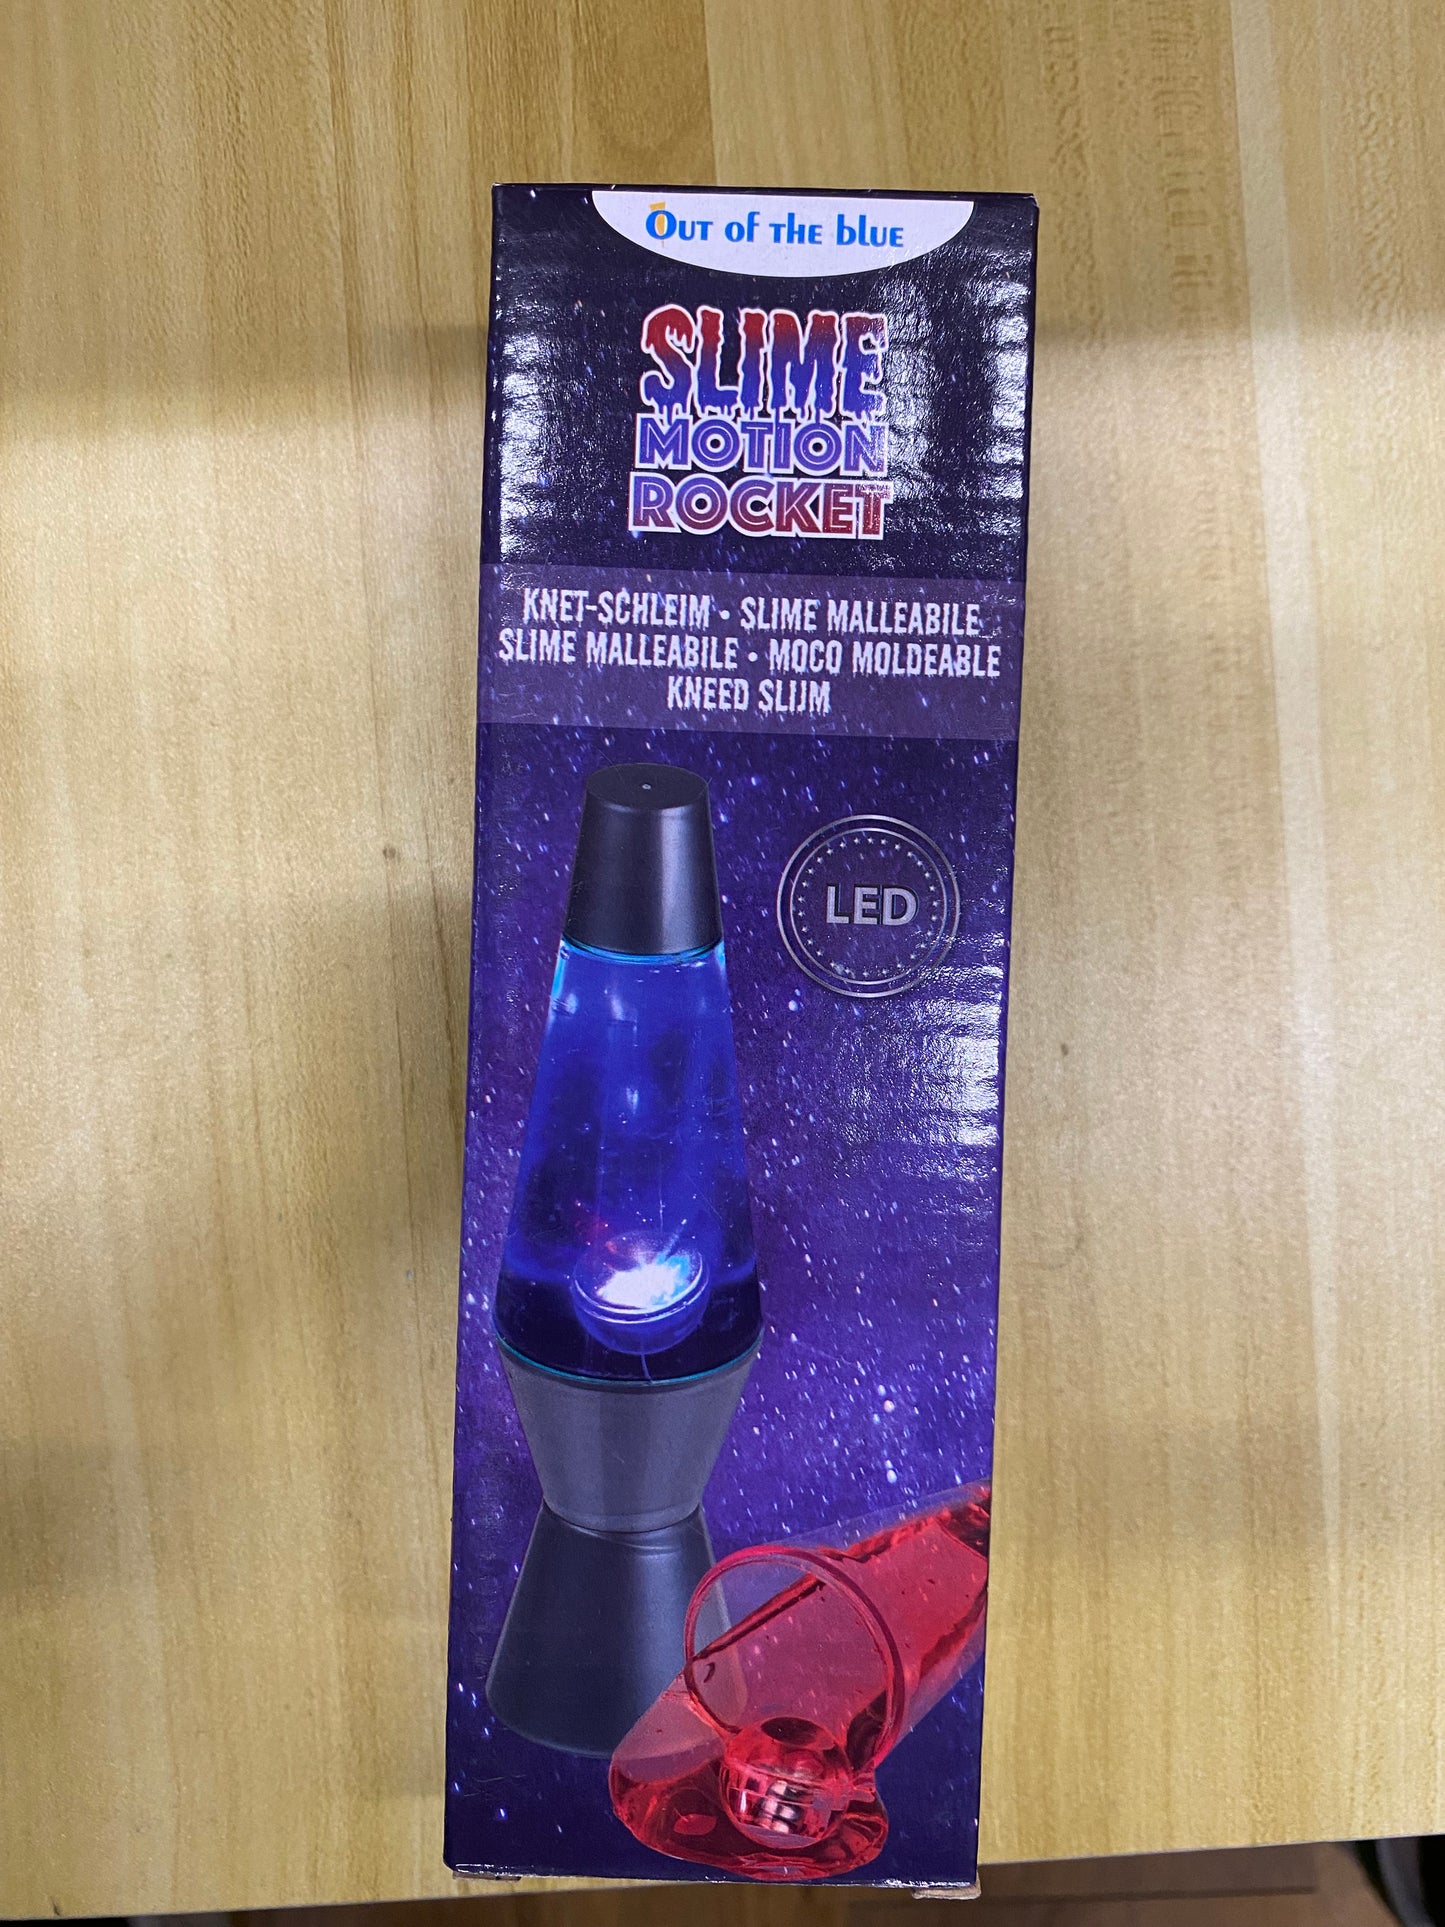 OUT OF THE BLUE
SLIME
MOTION
ROCKET
KNET-SCHLEIM • SLIME MALLEABILE
SLIME MALLEABILE • MOCO MOLDEABLE
KNEED SLIJM
LED